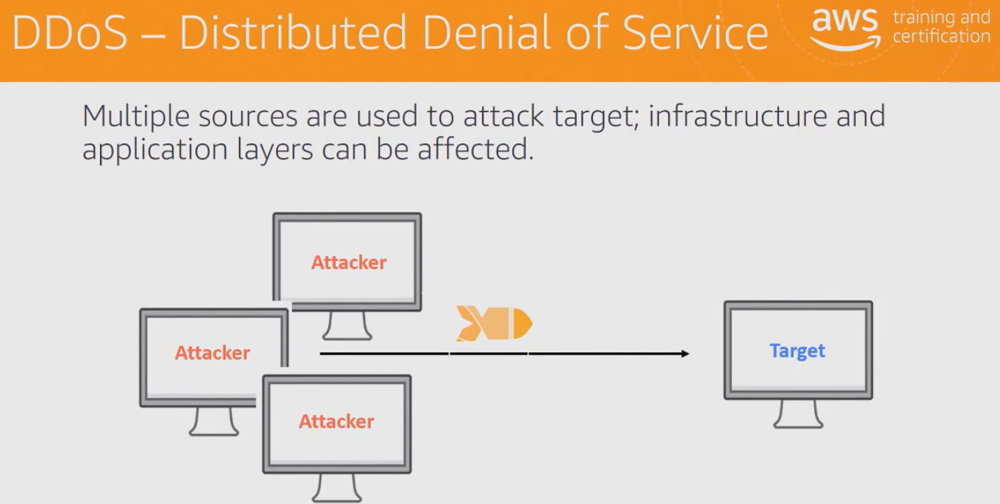 DDoS – Distributed Denial of Service
aws training and
certification
Multiple sources are used to attack target; infrastructure and
application layers can be affected.
Attacker
Attacker
Attacker
Target